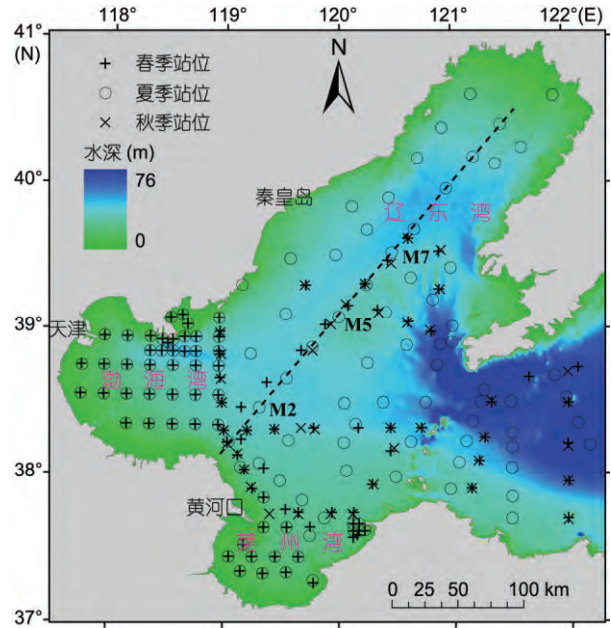 118° 119° 120° 121° 122° (E)
41°
(N)
40°
39°
38°
37°
N
+ 春季站位
○ 夏季站位
× 秋季站位
水深 (m)
76
0
秦皇岛
辽 东 湾
M7
天津
M5
渤 海 湾
M2
黄河口
莱 州 湾
0 25 50 100 km